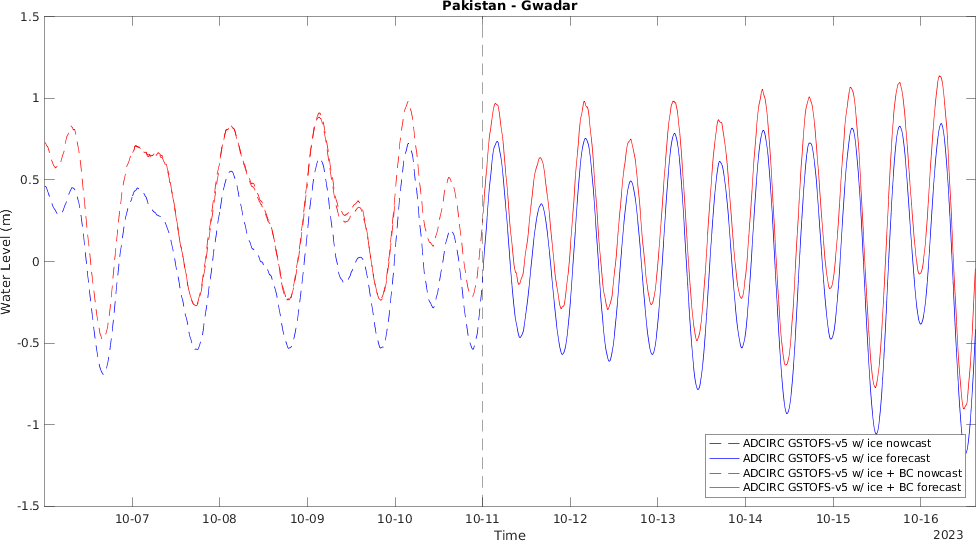 Pakistan - Gwadar
1.5
1
0.5
0
-0.5
-1
-1.5
Water Level (m)
ADCIRC GSTOFS-v5 w/ ice nowcast
ADCIRC GSTOFS-v5 w/ ice forecast
ADCIRC GSTOFS-v5 w/ ice + BC nowcast
ADCIRC GSTOFS-v5 w/ ice + BC forecast
10-07 10-08 10-09 10-10 10-11 10-12 10-13 10-14 10-15 10-16
Time
2023